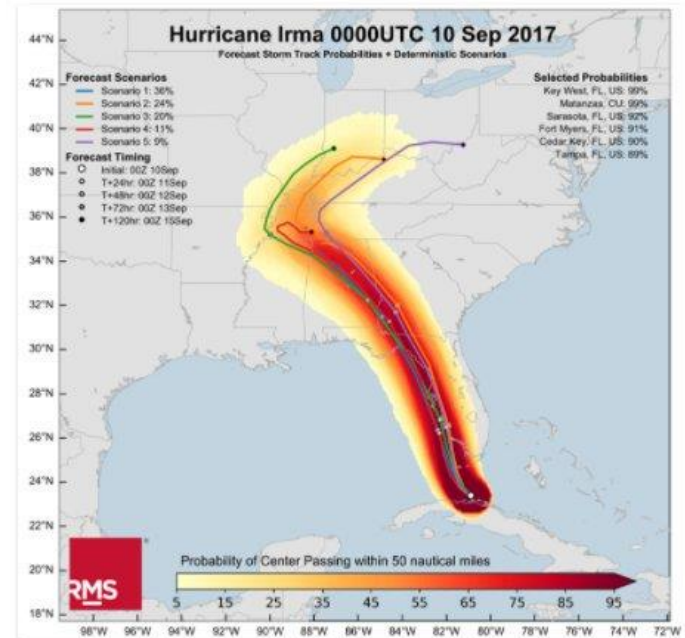 Hurricane Irma 0000UTC 10 Sep 2017
Forecast Storm Track Probabilities + Deterministic Scenarios
Forecast Scenarios
Scenario 1: 36%
Scenario 2: 24%
Scenario 3: 20%
Scenario 4: 11%
Scenario 5: 9%
Forecast Timing
Initial: 00Z 10Sep
T+24hr: 00Z 11Sep
T+48hr: 00Z 12Sep
T+72hr: 00Z 13Sep
T+120hr: 00Z 15Sep
Selected Probabilities
Key West, FL, US: 99%
Matanzas, CU: 99%
Sarasota, FL, US: 92%
Fort Myers, FL, US: 91%
Cedar Key, FL, US: 90%
Tampa, FL, US: 89%
44°N
42°N
40°N
38°N
36°N
34°N
32°N
30°N
28°N
26°N
24°N
22°N
20°N
18°N
RMS
Probability of Center Passing within 50 nautical miles
5 15 25 35 45 55 65 75 85 95
98°W 96°W 94°W 92°W 90°W 88°W 86°W 84°W 82°W 80°W 78°W 76°W 74°W 72°W